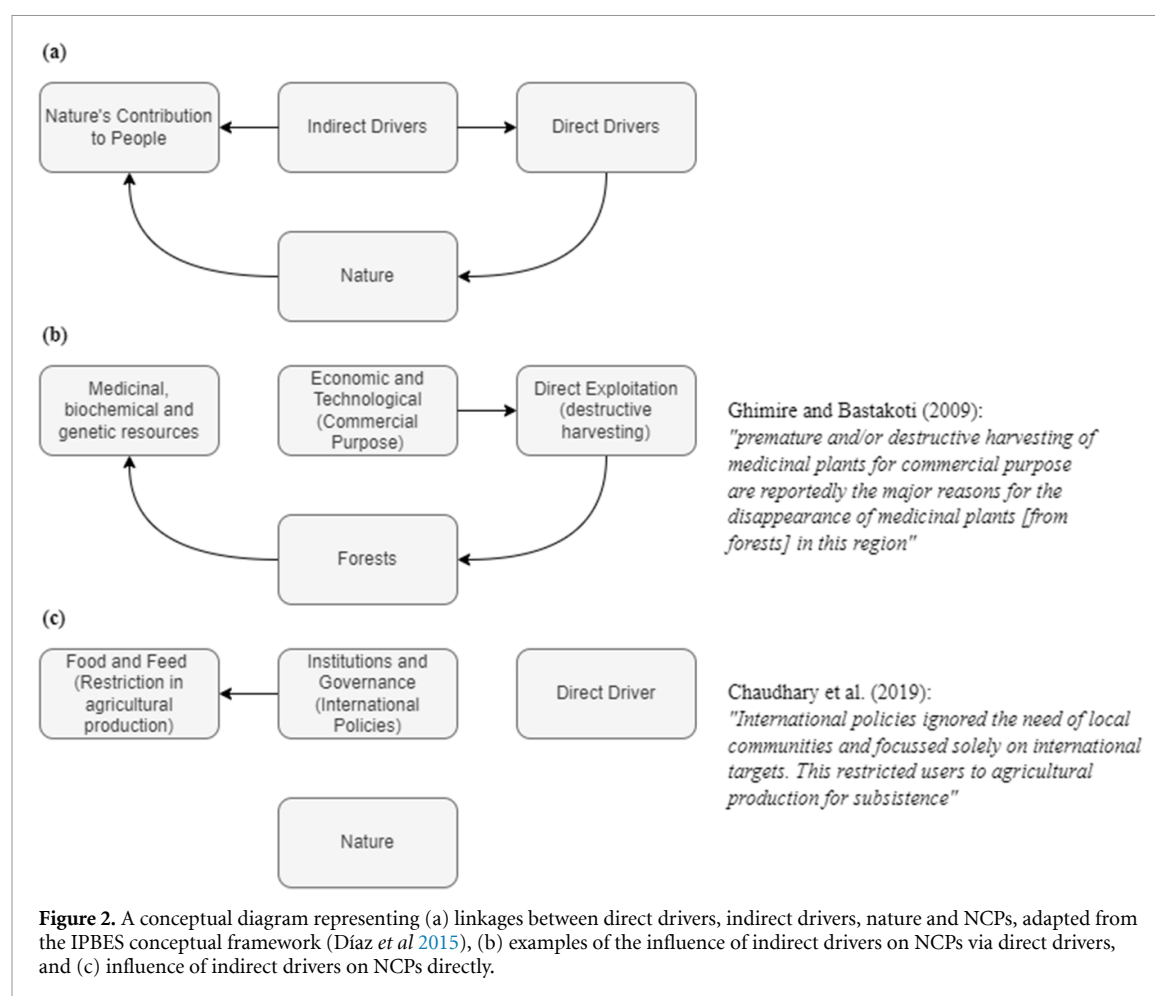 (a)
Nature's Contribution
to People
Indirect Drivers
Direct Drivers
Nature
(b)
Medicinal,
biochemical and
genetic resources
Economic and
Technological
(Commercial
Purpose)
Direct Exploitation
(destructive
harvesting)
Forests
Ghimire and Bastakoti (2009):
"premature and/or destructive harvesting of
medicinal plants for commercial purpose
are reportedly the major reasons for the
disappearance of medicinal plants [from
forests] in this region"
(c)
Food and Feed
(Restriction in
agricultural
production)
Institutions and
Governance
(International
Policies)
Direct Driver
Nature
Chaudhary et al. (2019):
"International policies ignored the need of local
communities and focussed solely on international
targets. This restricted users to agricultural
production for subsistence"
Figure 2. A conceptual diagram representing (a) linkages between direct drivers, indirect drivers, nature and NCPs, adapted from
the IPBES conceptual framework (Díaz et al 2015), (b) examples of the influence of indirect drivers on NCPs via direct drivers,
and (c) influence of indirect drivers on NCPs directly.